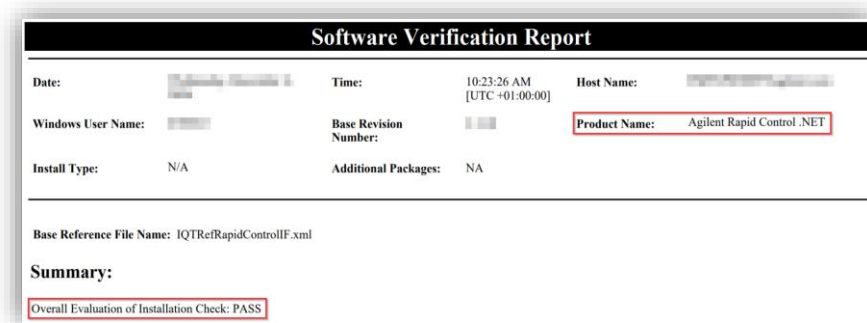 Software Verification Report
Date: Time: 10:23:26 AM Host Name:
[UTC +01:00:00]
Windows User Name: Base Revision Product Name: Agilent Rapid Control .NET
Number:
Install Type: N/A Additional Packages: NA
Base Reference File Name: IQTRefRapidControlIF.xml
Summary:
Overall Evaluation of Installation Check: PASS